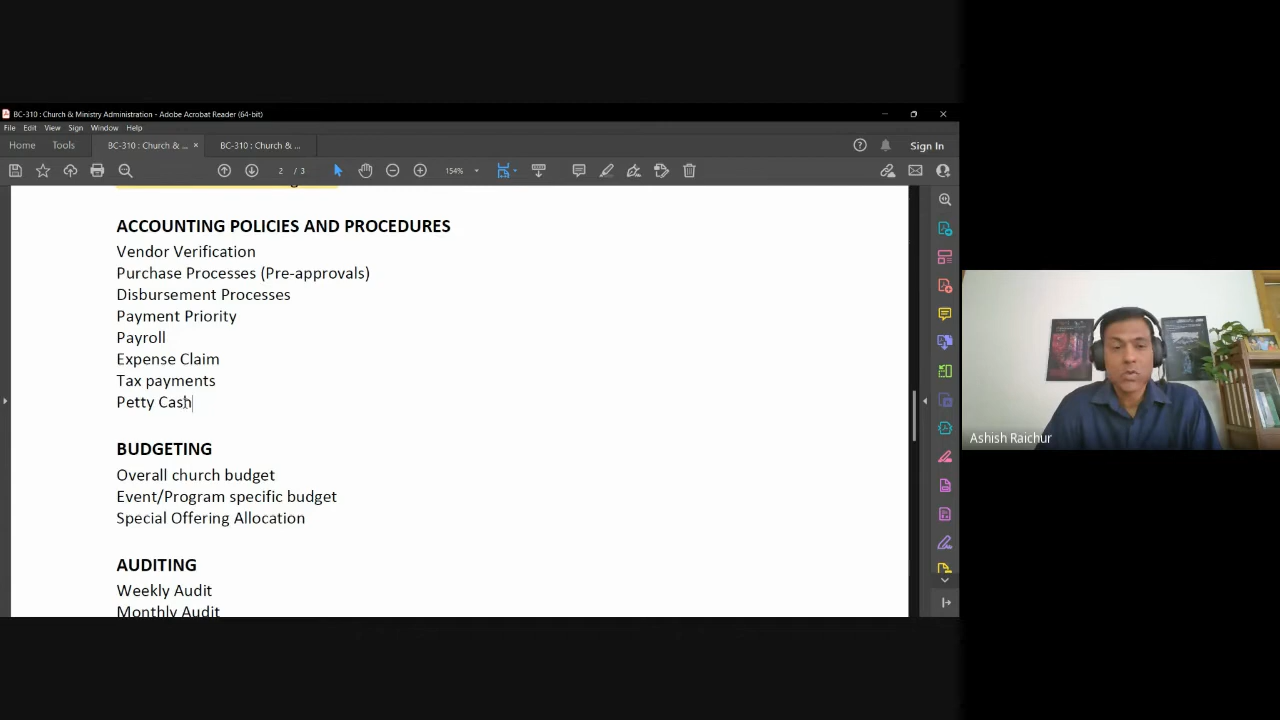 BC-310 : Church & Ministry Administration - Adobe Acrobat Reader (64-bit)
File Edit View Sign Window Help
Home Tools BC-310 : Church & ... × BC-310 : Church & ... Sign In
2 / 3 154%
ACCOUNTING POLICIES AND PROCEDURES
Vendor Verification
Purchase Processes (Pre-approvals)
Disbursement Processes
Payment Priority
Payroll
Expense Claim
Tax payments
Petty Cash
BUDGETING
Overall church budget
Event/Program specific budget
Special Offering Allocation
AUDITING
Weekly Audit
Monthly Audit
Ashish Raichur